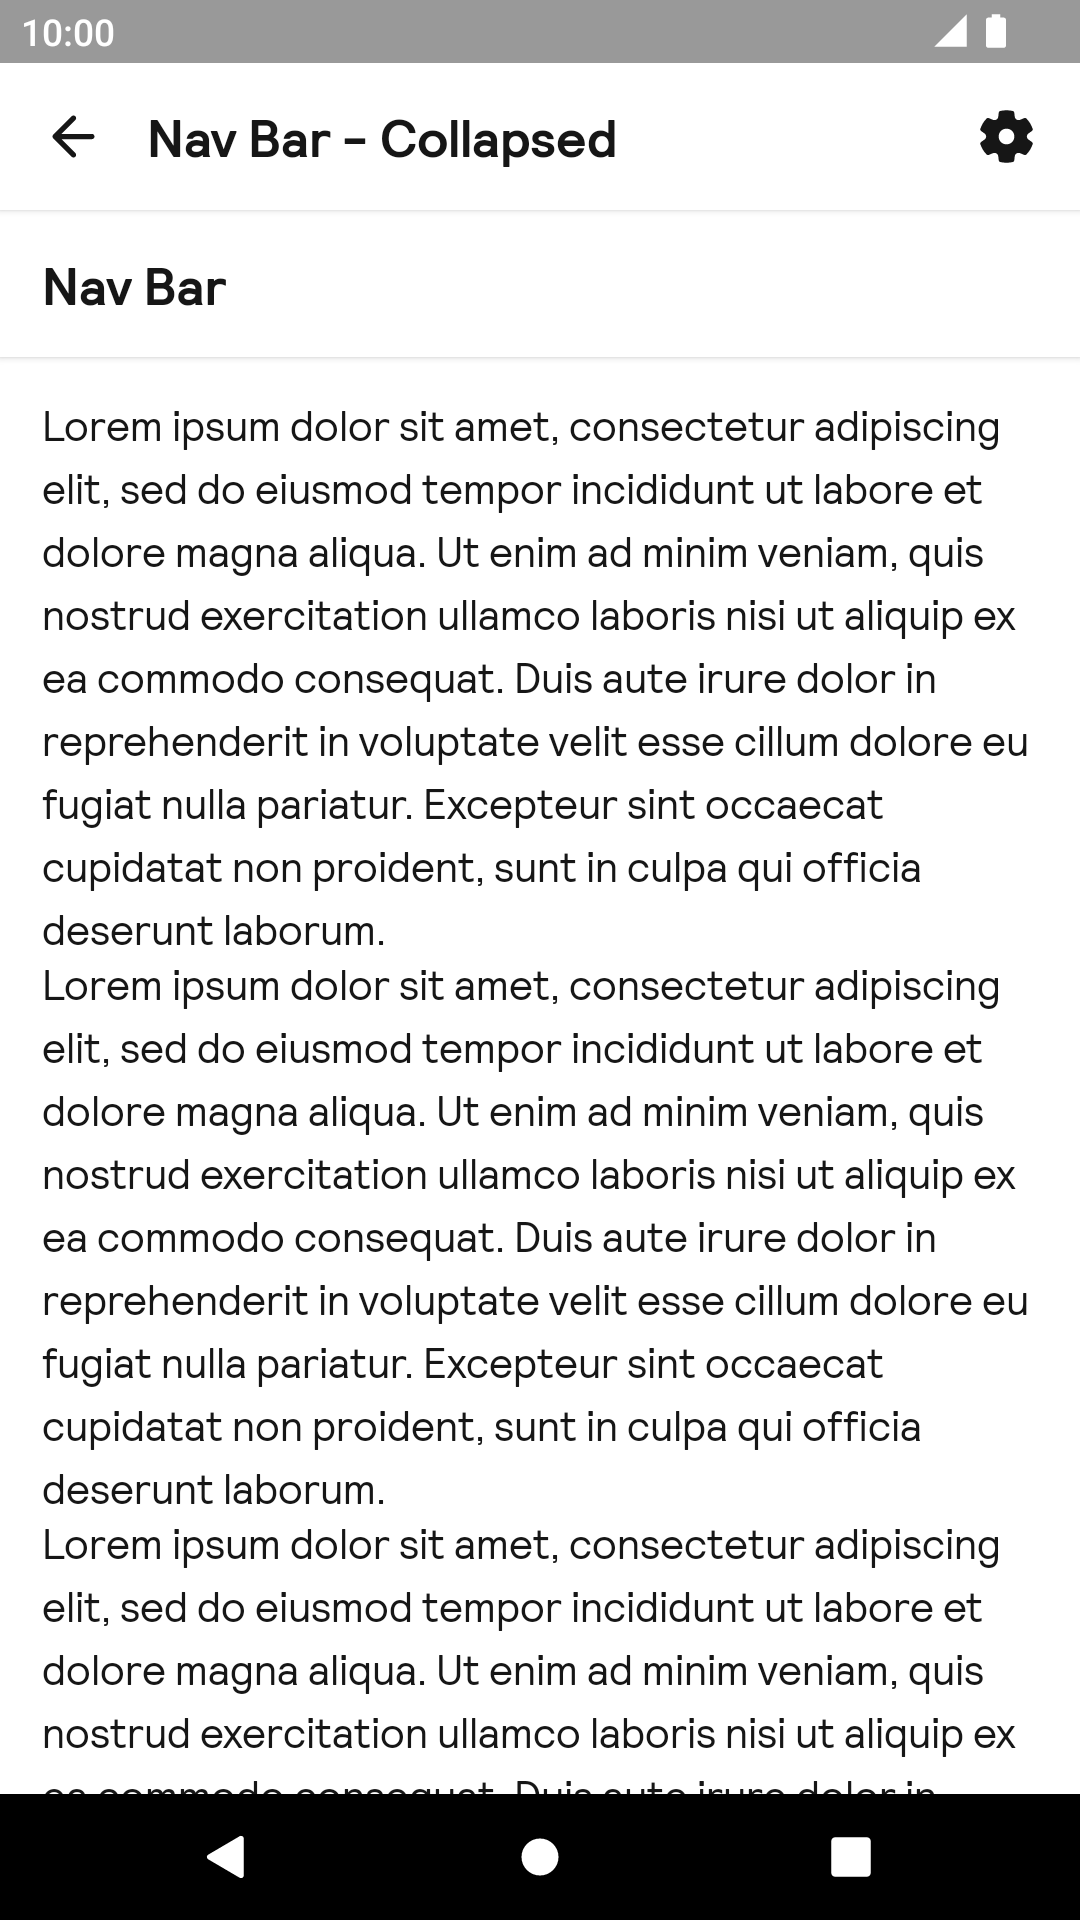 10:00
Nav Bar - Collapsed
Nav Bar
Lorem ipsum dolor sit amet, consectetur adipiscing
elit, sed do eiusmod tempor incididunt ut labore et
dolore magna aliqua. Ut enim ad minim veniam, quis
nostrud exercitation ullamco laboris nisi ut aliquip ex
ea commodo consequat. Duis aute irure dolor in
reprehenderit in voluptate velit esse cillum dolore eu
fugiat nulla pariatur. Excepteur sint occaecat
cupidatat non proident, sunt in culpa qui officia
deserunt laborum.
Lorem ipsum dolor sit amet, consectetur adipiscing
elit, sed do eiusmod tempor incididunt ut labore et
dolore magna aliqua. Ut enim ad minim veniam, quis
nostrud exercitation ullamco laboris nisi ut aliquip ex
ea commodo consequat. Duis aute irure dolor in
reprehenderit in voluptate velit esse cillum dolore eu
fugiat nulla pariatur. Excepteur sint occaecat
cupidatat non proident, sunt in culpa qui officia
deserunt laborum.
Lorem ipsum dolor sit amet, consectetur adipiscing
elit, sed do eiusmod tempor incididunt ut labore et
dolore magna aliqua. Ut enim ad minim veniam, quis
nostrud exercitation ullamco laboris nisi ut aliquip ex
ea commodo consequat. Duis aute irure dolor in